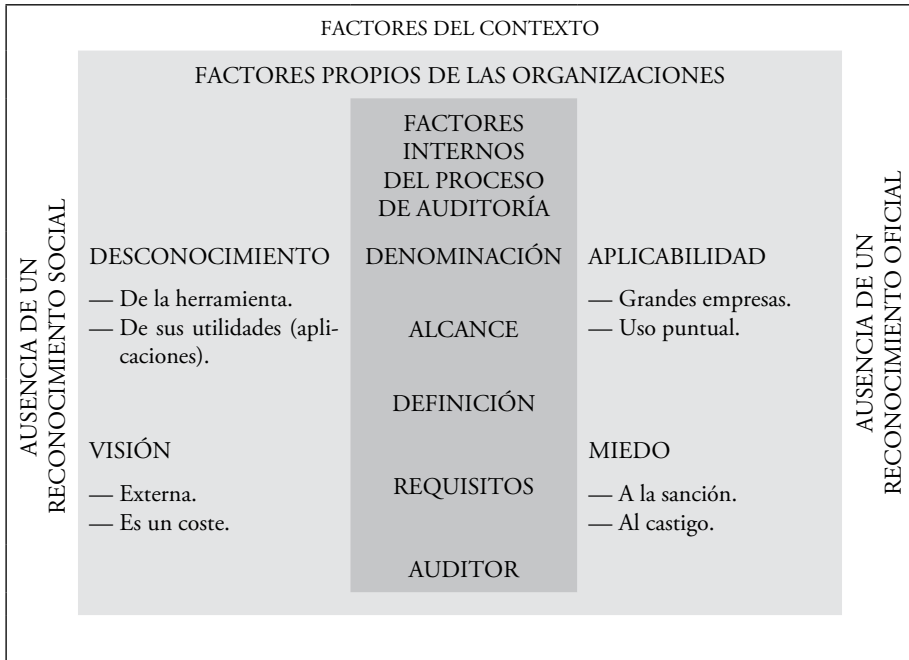 FACTORES DEL CONTEXTO
FACTORES PROPIOS DE LAS ORGANIZACIONES
AUSENCIA DE UN
RECONOCIMIENTO SOCIAL
DESCONOCIMIENTO
— De la herramienta.
— De sus utilidades (apli-
caciones).
VISIÓN
— Externa.
— Es un coste.
FACTORES
INTERNOS
DEL PROCESO
DE AUDITORÍA
DENOMINACIÓN
ALCANCE
DEFINICIÓN
REQUISITOS
AUDITOR
APLICABILIDAD
— Grandes empresas.
— Uso puntual.
MIEDO
— A la sanción.
— Al castigo.
AUSENCIA DE UN
RECONOCIMIENTO OFICIAL